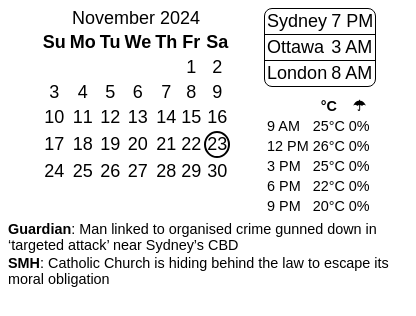 November 2024
Su Mo Tu We Th Fr Sa
1 2
3 4 5 6 7 8 9
10 11 12 13 14 15 16
17 18 19 20 21 22 23
24 25 26 27 28 29 30
Sydney 7 PM
Ottawa 3 AM
London 8 AM
°C ☂
9 AM 25°C 0%
12 PM 26°C 0%
3 PM 25°C 0%
6 PM 22°C 0%
9 PM 20°C 0%
Guardian: Man linked to organised crime gunned down in
‘targeted attack’ near Sydney’s CBD
SMH: Catholic Church is hiding behind the law to escape its
moral obligation